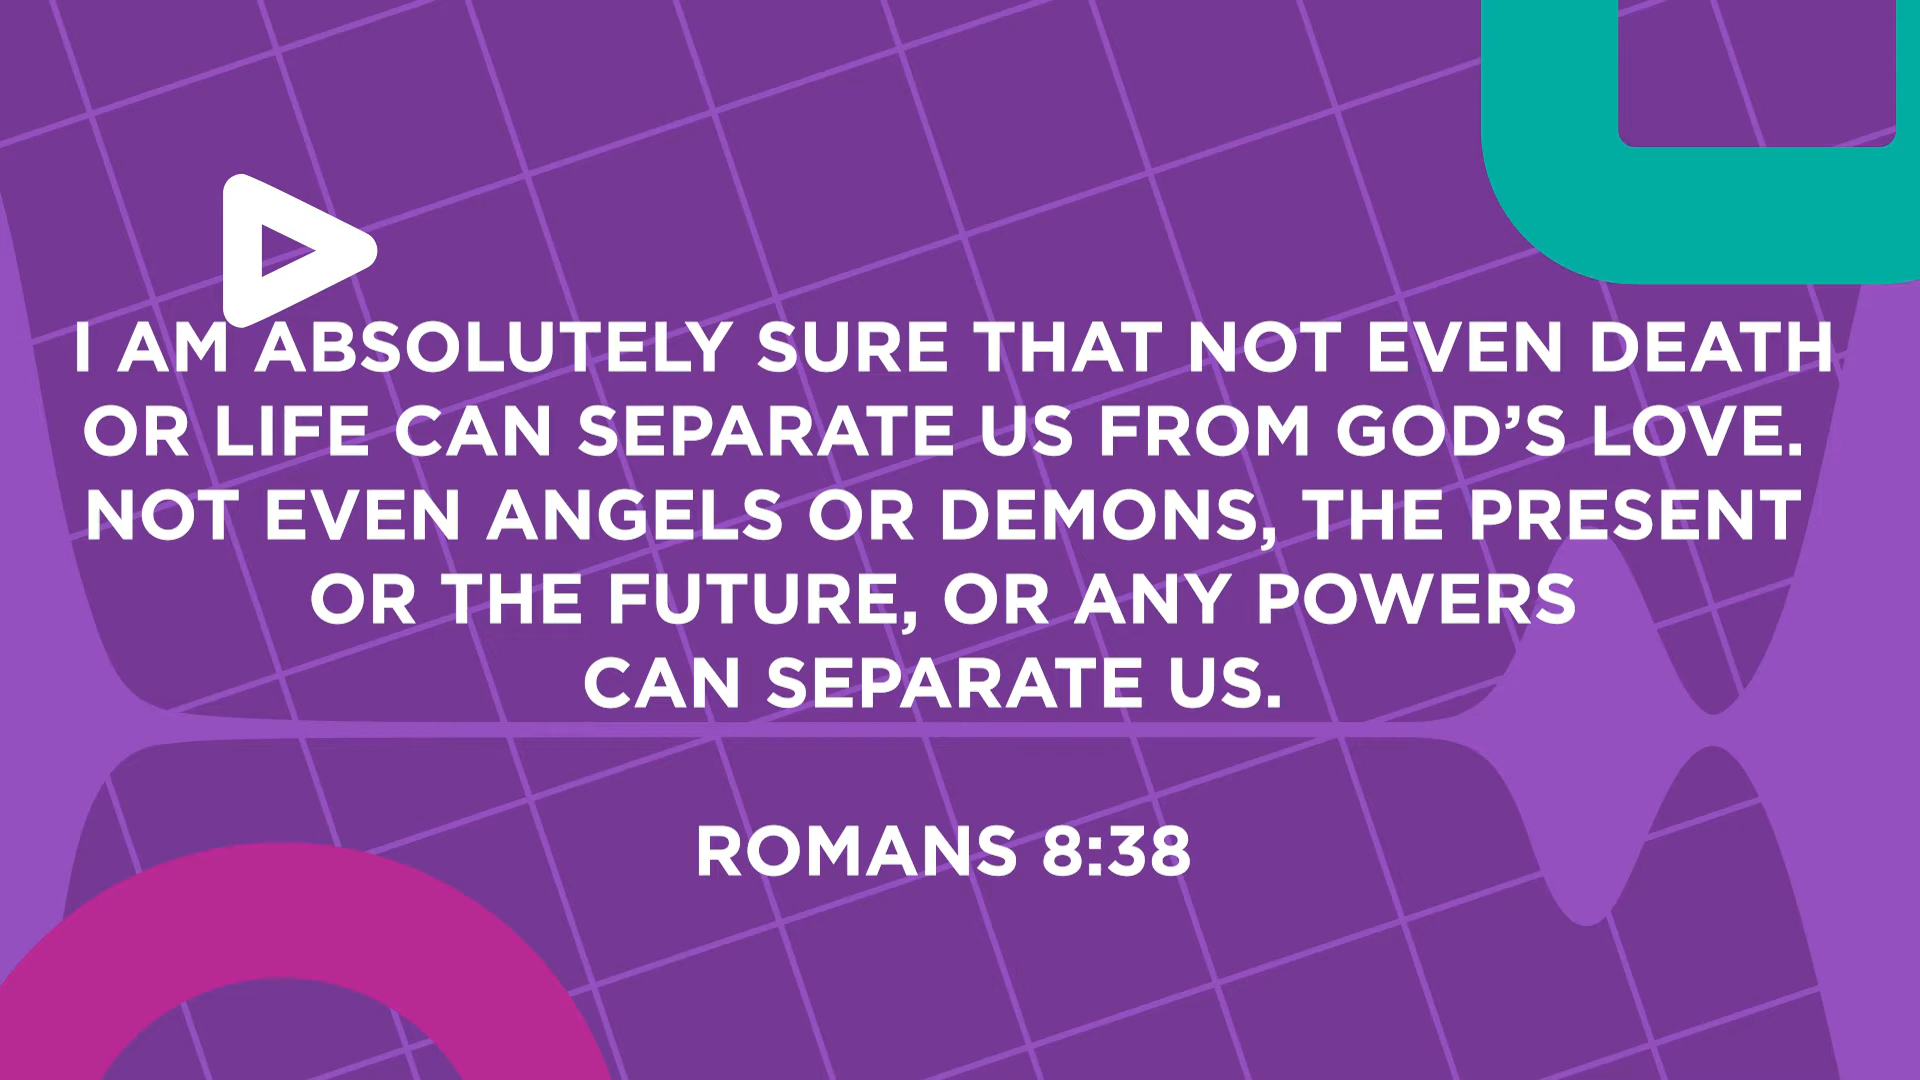 I AM ABSOLUTELY SURE THAT NOT EVEN DEATH
OR LIFE CAN SEPARATE US FROM GOD’S LOVE.
NOT EVEN ANGELS OR DEMONS, THE PRESENT
OR THE FUTURE, OR ANY POWERS
CAN SEPARATE US.
ROMANS 8:38